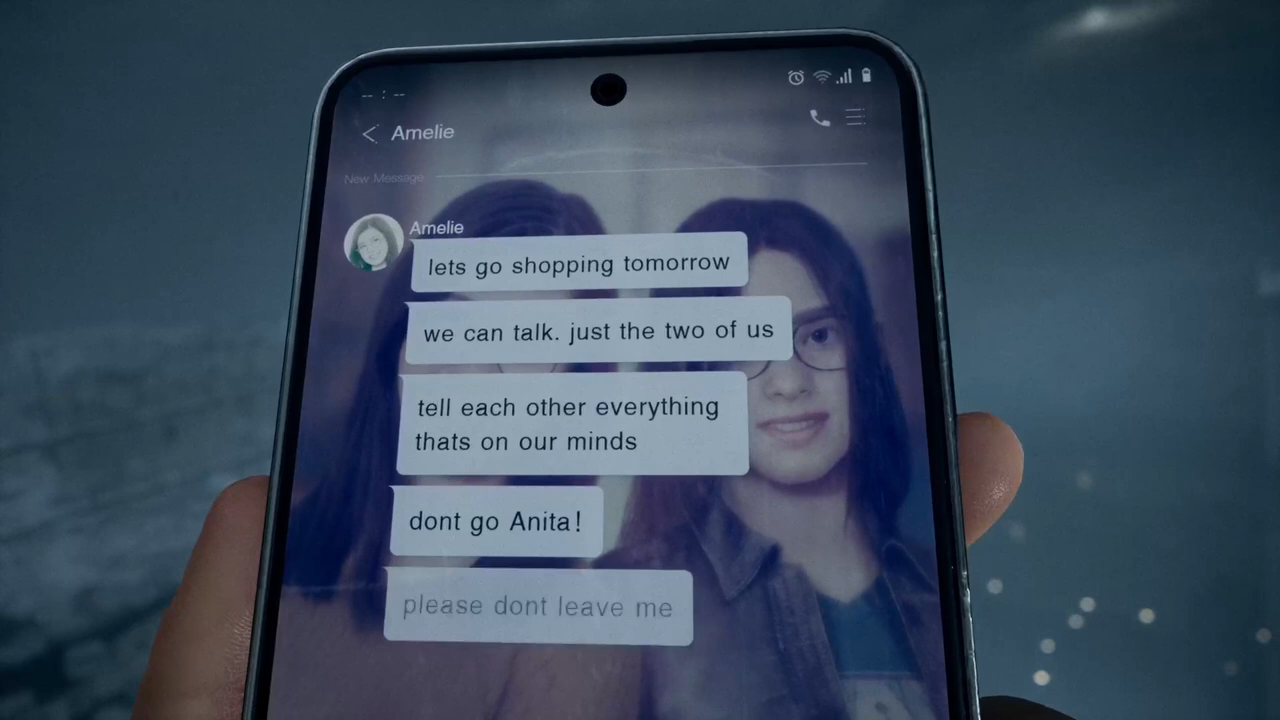 -- : --
Amelie
New Message
Amelie
lets go shopping tomorrow
we can talk. just the two of us
tell each other everything
thats on our minds
dont go Anita!
please dont leave me